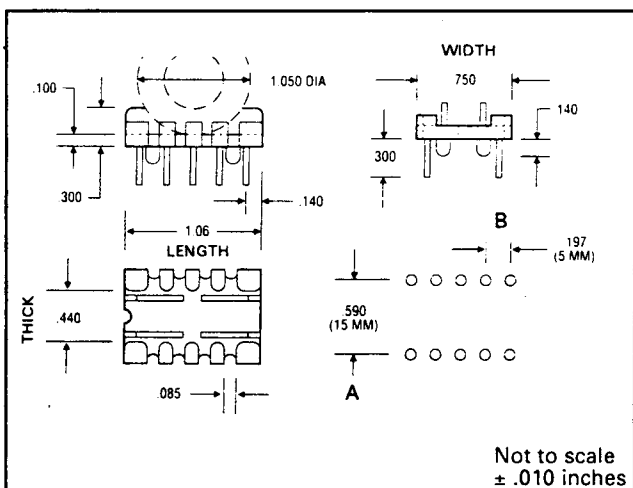 WIDTH
.100
1.050 DIA
750
.140
300
.300
.140
1.06
LENGTH
B
.197
(5 MM)
THICK
.440
.590
(15 MM)
.085
A
Not to scale
± .010 inches